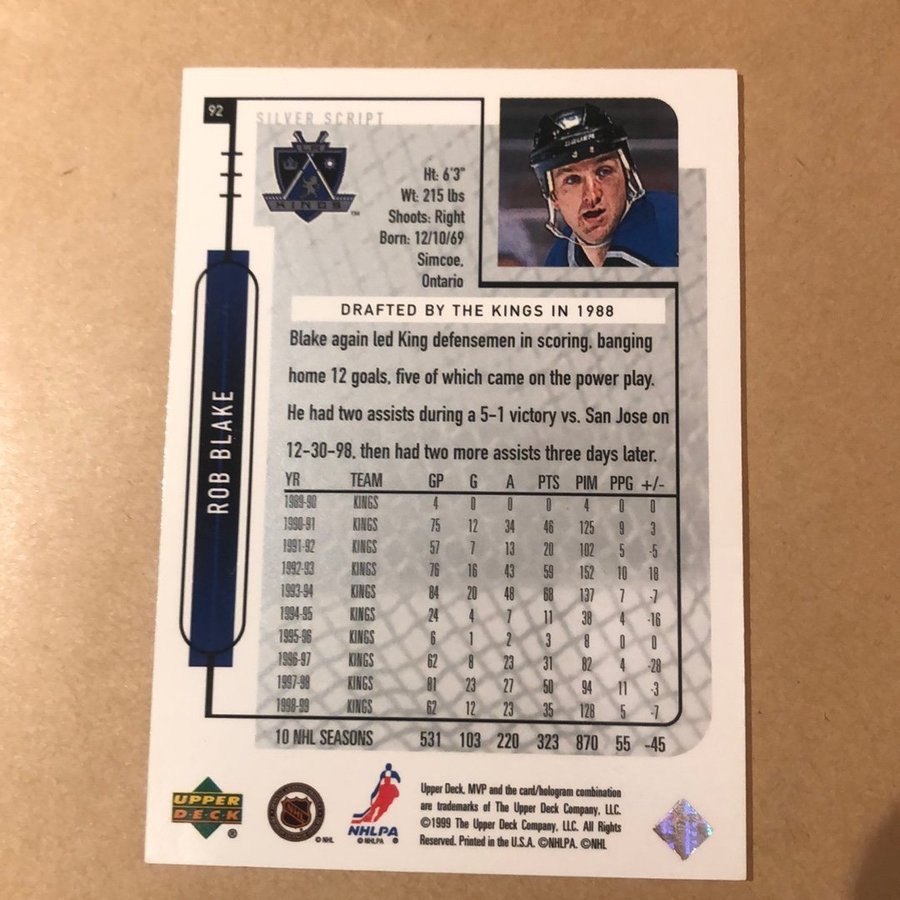 92
SILVER SCRIPT
LA
KINGS
™
BAUER
Ht: 6'3"
Wt: 215 lbs
Shoots: Right
Born: 12/10/69
Simcoe,
Ontario
ROB BLAKE
DRAFTED BY THE KINGS IN 1988
Blake again led King defensemen in scoring, banging
home 12 goals, five of which came on the power play.
He had two assists during a 5-1 victory vs. San Jose on
12-30-98, then had two more assists three days later.
YR TEAM GP G A PTS PIM PPG +/-
1989-90 KINGS 4 0 0 0 4 0 0
1990-91 KINGS 75 12 34 46 125 9 3
1991-92 KINGS 57 7 13 20 102 5 -5
1992-93 KINGS 76 16 43 59 152 10 18
1993-94 KINGS 84 20 48 68 137 7 -7
1994-95 KINGS 24 4 7 11 38 4 -16
1995-96 KINGS 6 1 2 3 8 0 0
1996-97 KINGS 62 8 23 31 82 4 -28
1997-98 KINGS 81 23 27 50 94 11 -3
1998-99 KINGS 62 12 23 35 128 5 -7
10 NHL SEASONS 531 103 220 323 870 55 -45
UPPER
DECK
®
NHL
© NHL
NHLPA
© NHLPA ®
Upper Deck, MVP and the card/hologram combination
are trademarks of The Upper Deck Company, LLC.
©1999 The Upper Deck Company, LLC. All Rights
Reserved. Printed in the U.S.A. ©NHLPA. ©NHL